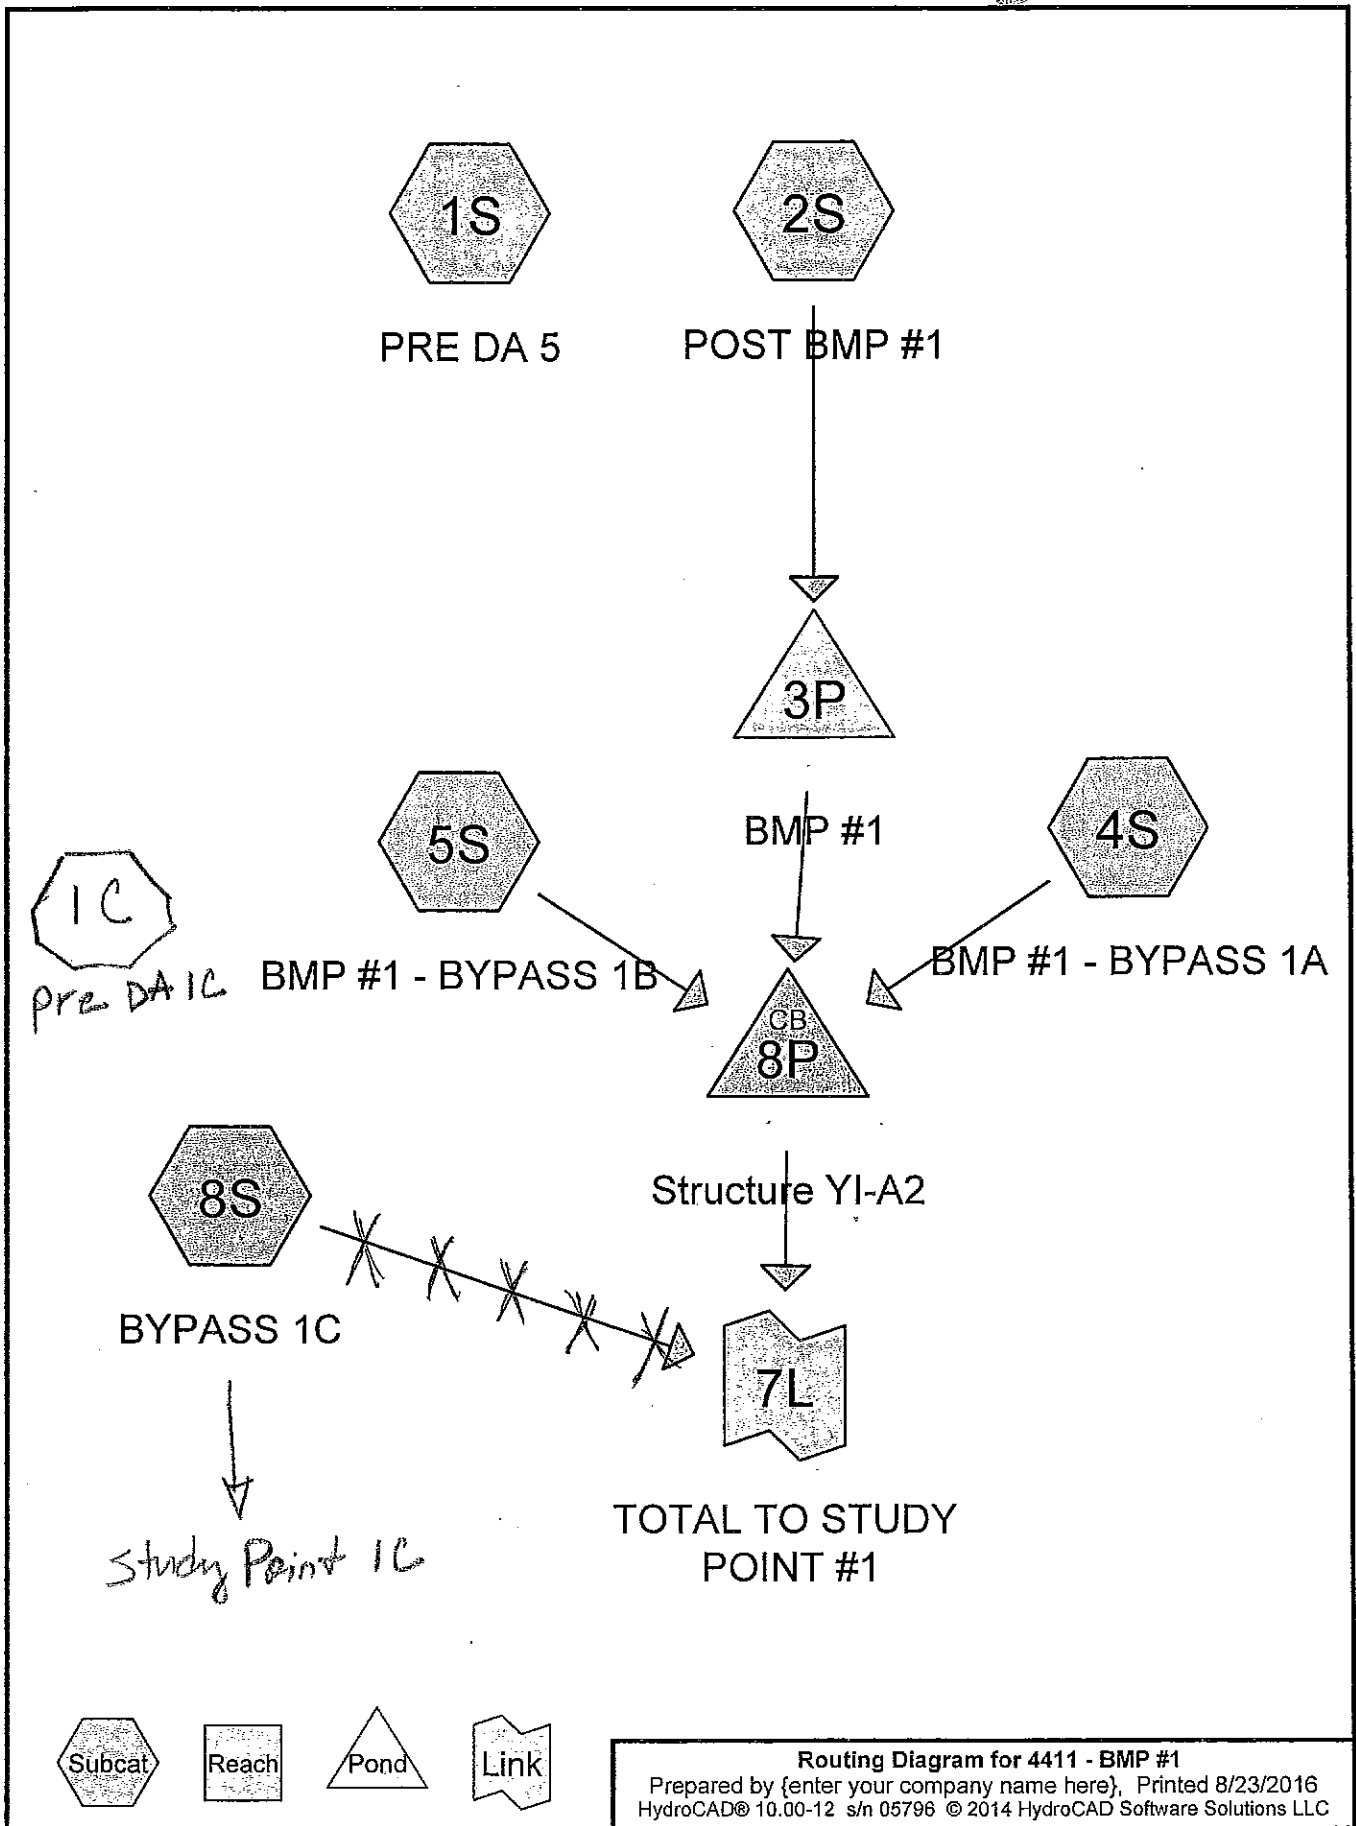 1S
2S
PRE DA 5
POST BMP #1
3P
BMP #1
5S
4S
1C
pre DA 1C
BMP #1 - BYPASS 1B
BMP #1 - BYPASS 1A
CB
8P
8S
Structure YI-A2
BYPASS 1C
7L
TOTAL TO STUDY
POINT #1
Study Point 1C
Subcat
Reach
Pond
Link
Routing Diagram for 4411 - BMP #1
Prepared by {enter your company name here}, Printed 8/23/2016
HydroCAD® 10.00-12 s/n 05796 © 2014 HydroCAD Software Solutions LLC